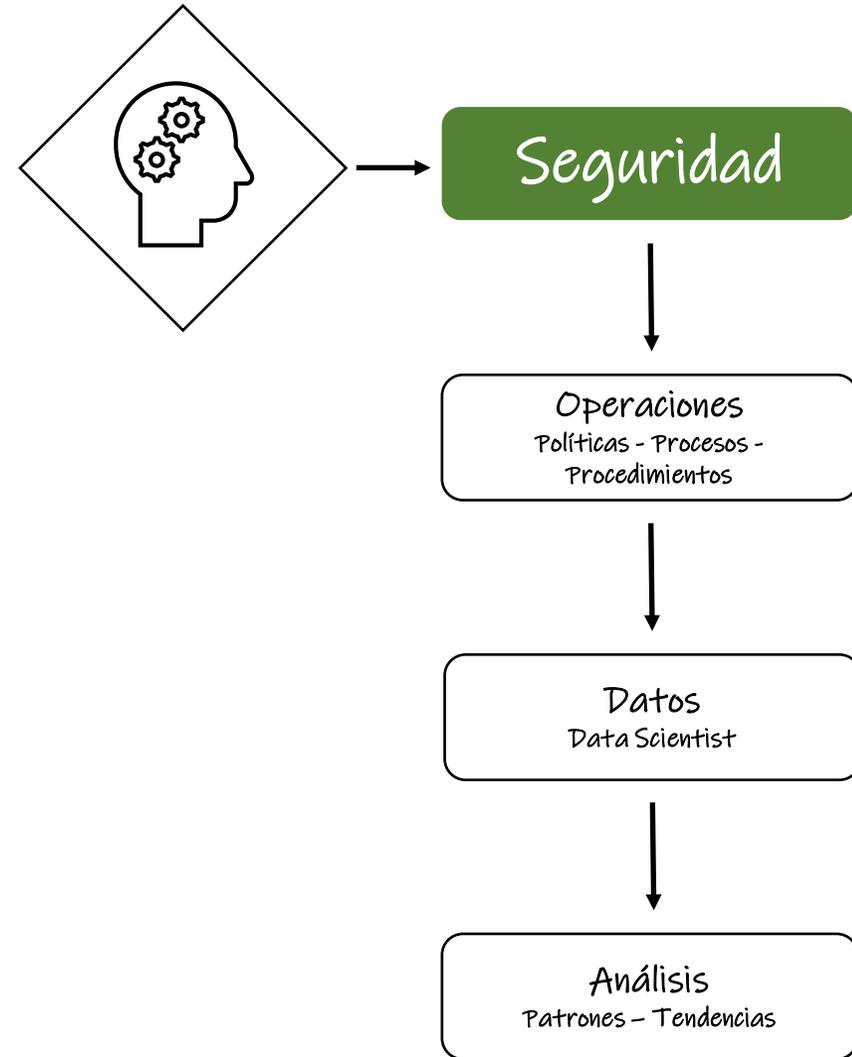 Seguridad
Operaciones
Políticas - Procesos -
Procedimientos
Datos
Data Scientist
Análisis
Patrones – Tendencias